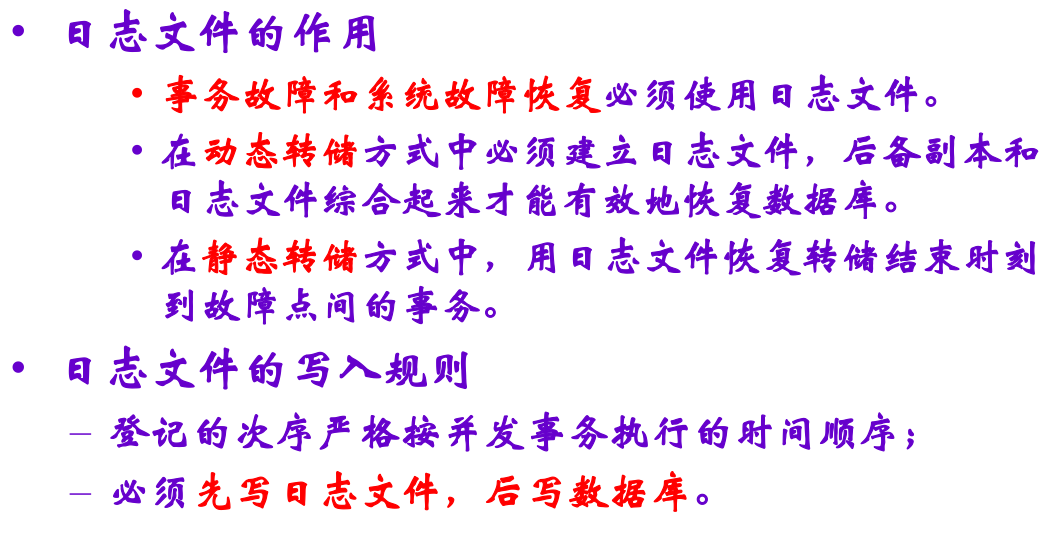 • 日志文件的作用
• 事务故障和系统故障恢复必须使用日志文件。
• 在动态转储方式中必须建立日志文件，后备副本和
日志文件综合起来才能有效地恢复数据库。
• 在静态转储方式中，用日志文件恢复转储结束时刻
到故障点间的事务。
• 日志文件的写入规则
– 登记的次序严格按并发事务执行的时间顺序；
– 必须先写日志文件，后写数据库。